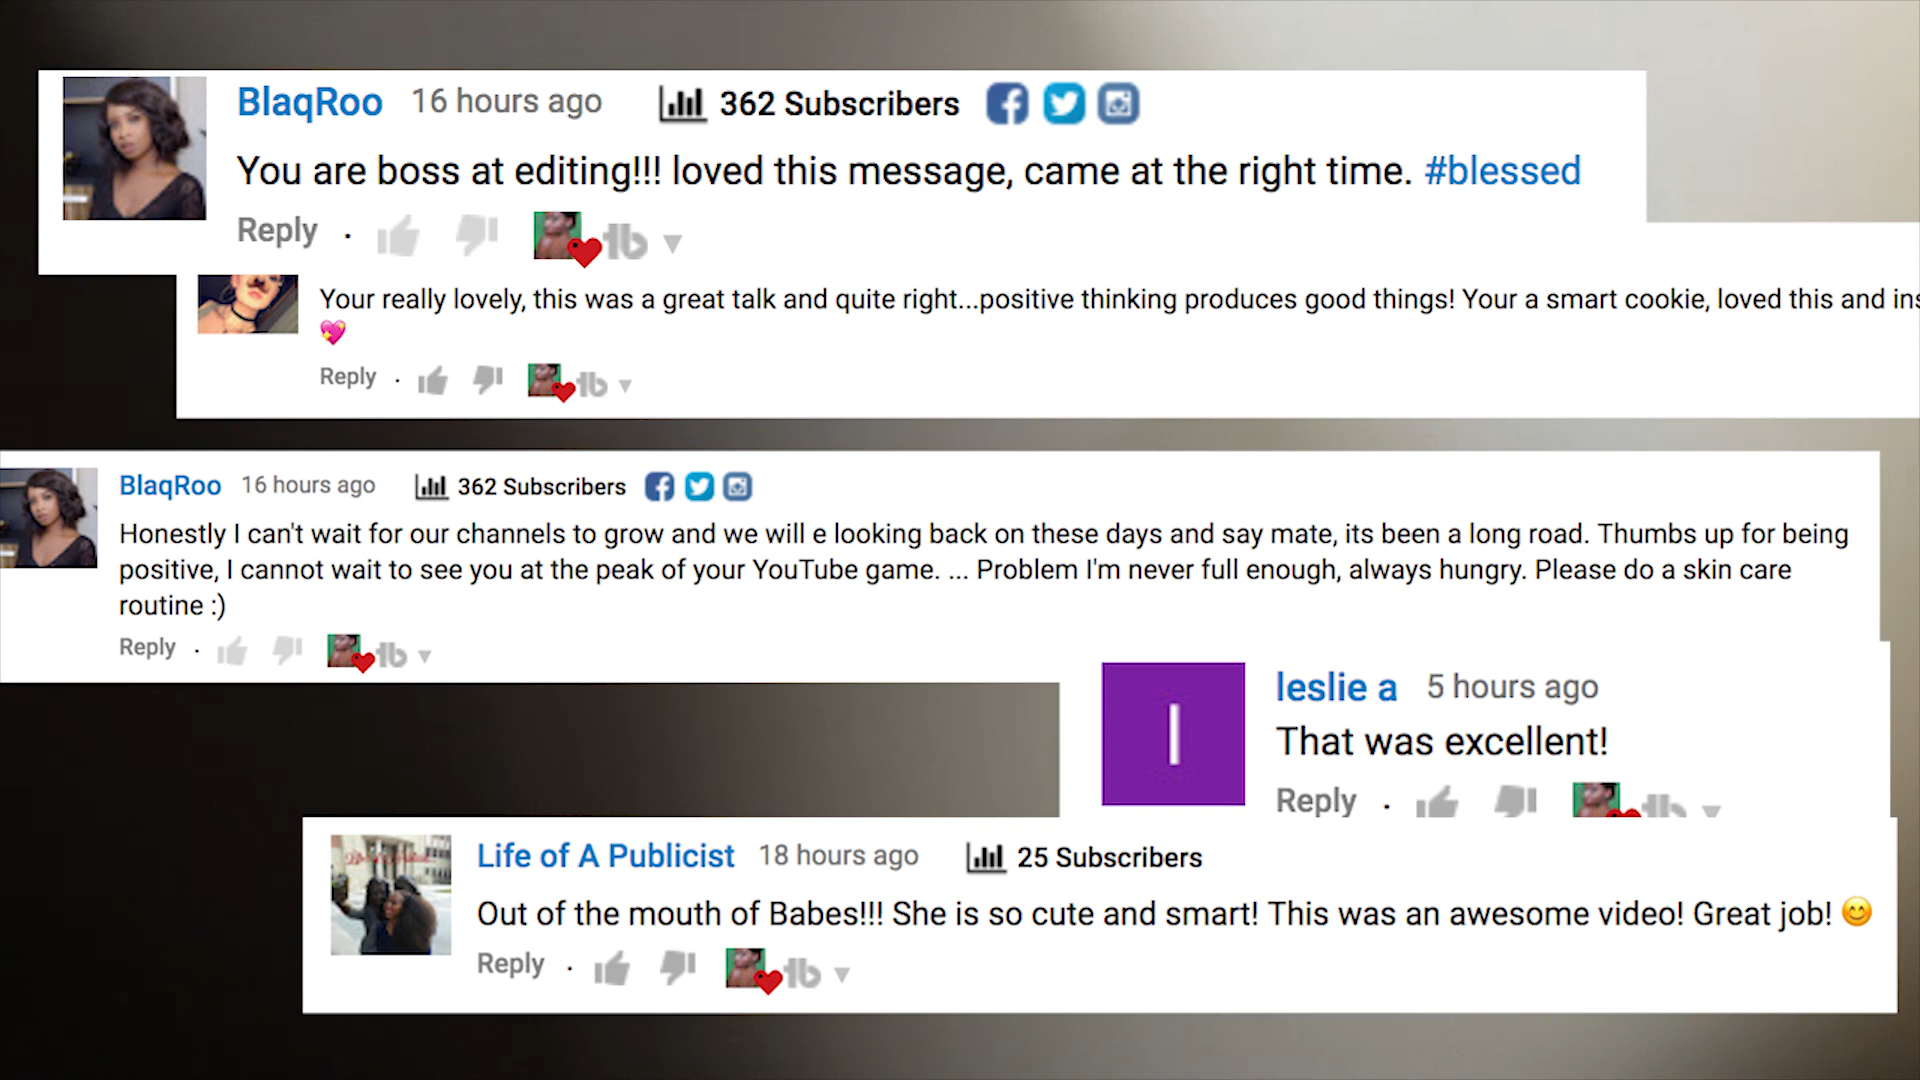 BlaqRoo 16 hours ago 362 Subscribers
You are boss at editing!!! loved this message, came at the right time. #blessed
Reply
Your really lovely, this was a great talk and quite right...positive thinking produces good things! Your a smart cookie, loved this and
💖
Reply
BlaqRoo 16 hours ago 362 Subscribers
Honestly I can't wait for our channels to grow and we will e looking back on these days and say mate, its been a long road. Thumbs up for being
positive, I cannot wait to see you at the peak of your YouTube game. ... Problem I'm never full enough, always hungry. Please do a skin care
routine :)
Reply
l
leslie a 5 hours ago
That was excellent!
Reply
Life of A Publicist 18 hours ago 25 Subscribers
Out of the mouth of Babes!!! She is so cute and smart! This was an awesome video! Great job! 😊
Reply